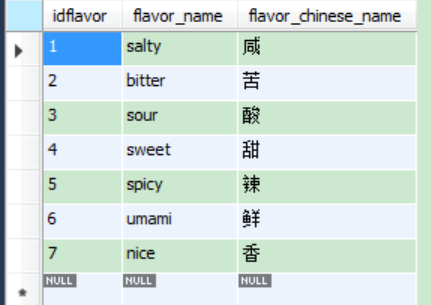 idflavor flavor_name flavor_chinese_name
1 salty 咸
2 bitter 苦
3 sour 酸
4 sweet 甜
5 spicy 辣
6 umami 鲜
7 nice 香
NULL NULL NULL